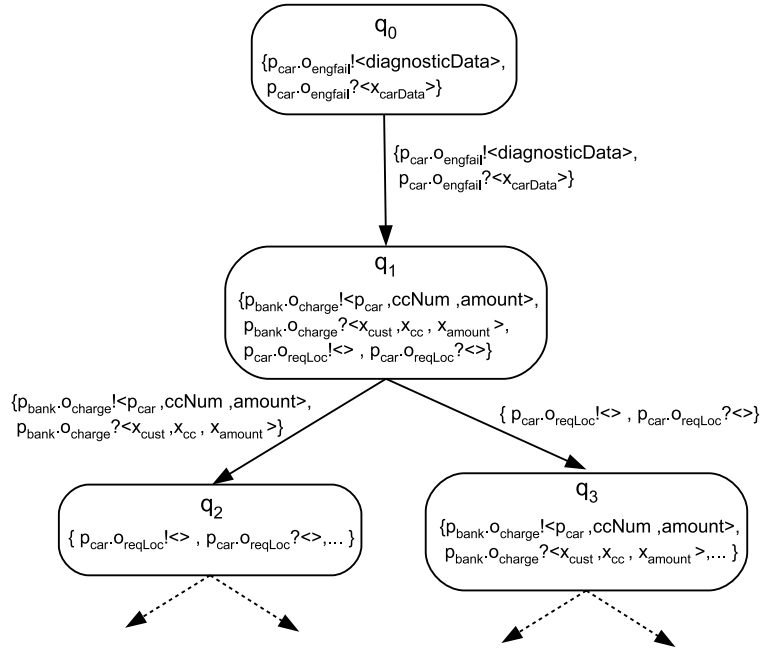 q0
{pcar.oengfail!<diagnosticData>,
pcar.oengfail?<xcarData>}
{pcar.oengfail!<diagnosticData>,
pcar.oengfail?<xcarData>}
q1
{pbank.ocharge!<pcar ,ccNum ,amount>,
pbank.ocharge?<xcust ,xcc , xamount >,
pcar.oreqLoc!<> , pcar.oreqLoc?<>}
{pbank.ocharge!<pcar ,ccNum ,amount>,
pbank.ocharge?<xcust ,xcc , xamount >}
{ pcar.oreqLoc!<> , pcar.oreqLoc?<>}
q2
{ pcar.oreqLoc!<> , pcar.oreqLoc?<>,... }
q3
{pbank.ocharge!<pcar ,ccNum ,amount>,
pbank.ocharge?<xcust ,xcc , xamount >,... }